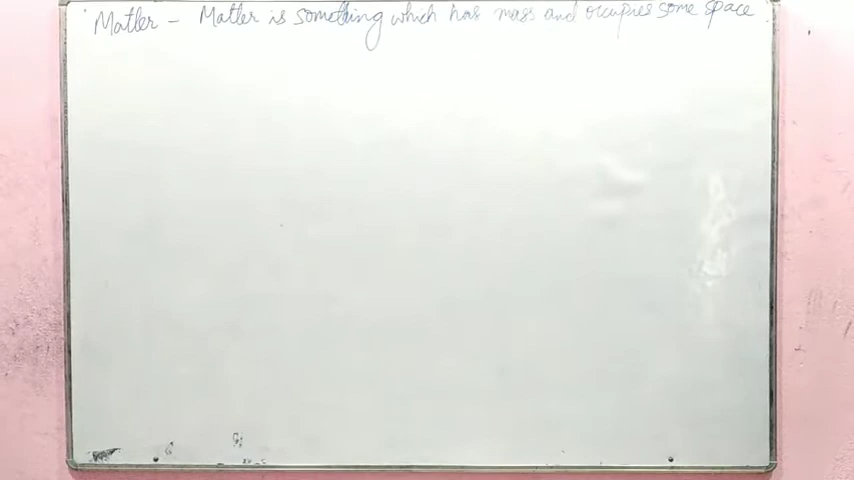 Matter - Matter is something which has mass and occupies some space